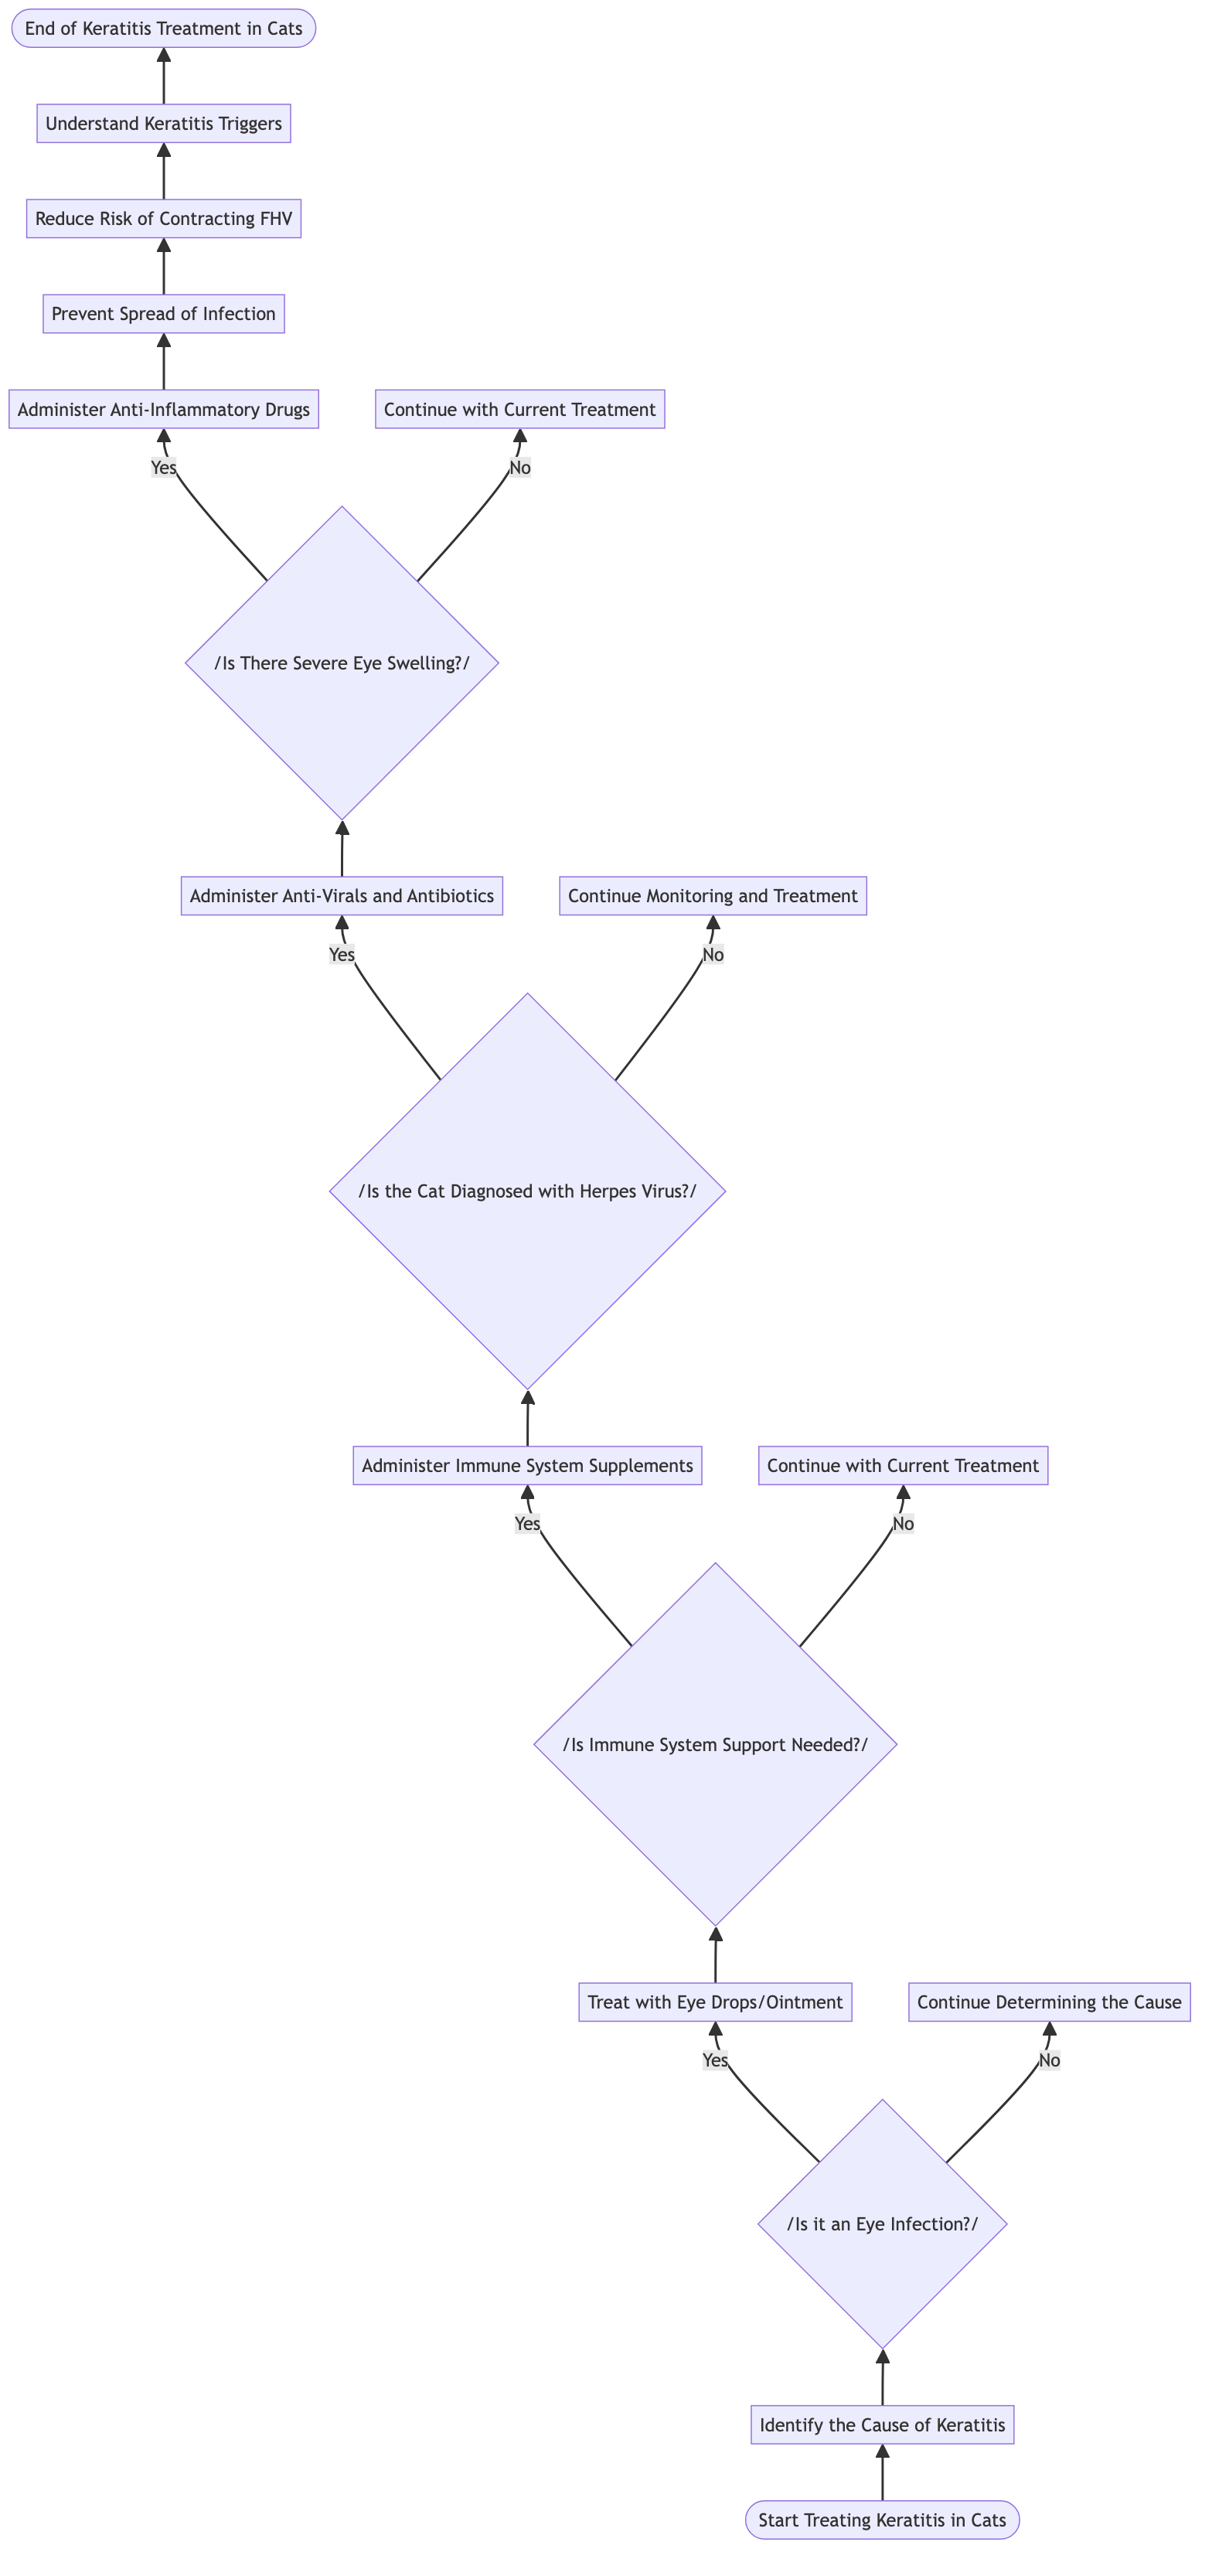 End of Keratitis Treatment in Cats
Understand Keratitis Triggers
Reduce Risk of Contracting FHV
Prevent Spread of Infection
Administer Anti-Inflammatory Drugs
Continue with Current Treatment
Yes
No
/Is There Severe Eye Swelling?/
Administer Anti-Virals and Antibiotics
Continue Monitoring and Treatment
Yes
No
/Is the Cat Diagnosed with Herpes Virus?/
Administer Immune System Supplements
Continue with Current Treatment
Yes
No
/Is Immune System Support Needed?/
Treat with Eye Drops/Ointment
Continue Determining the Cause
Yes
No
/Is it an Eye Infection?/
Identify the Cause of Keratitis
Start Treating Keratitis in Cats